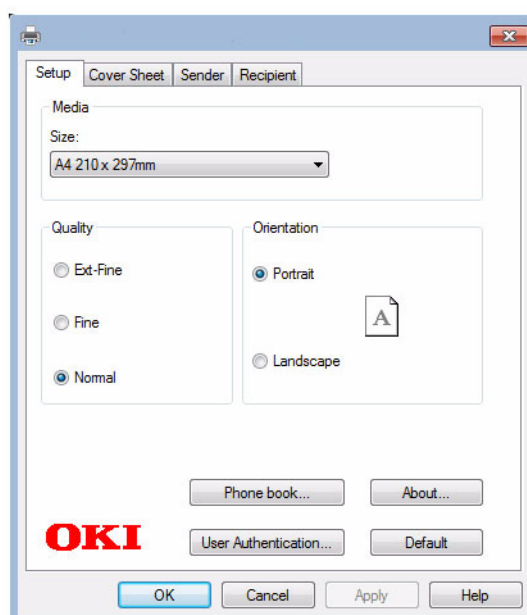 Setup Cover Sheet Sender Recipient
Media
Size:
A4 210 x 297mm
Quality
Orientation
Ext-Fine
Portrait
A
Fine
Landscape
Normal
Phone book...
About...
OKI
User Authentication...
Default
OK
Cancel
Apply
Help